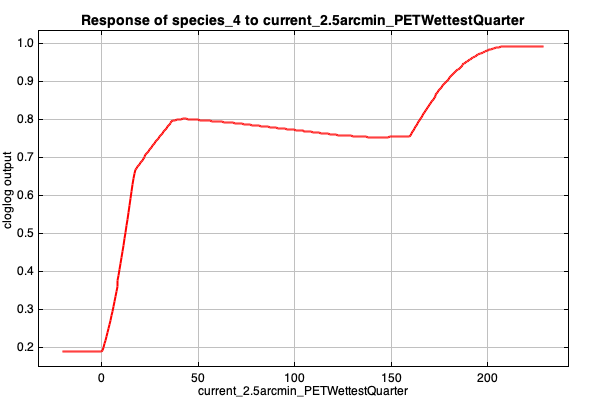 Response of species_4 to current_2.5arcmin_PETWettestQuarter
1.0
0.9
0.8
0.7
0.6
0.5
0.4
0.3
0.2
cloglog output
0 50 100 150 200
current_2.5arcmin_PETWettestQuarter